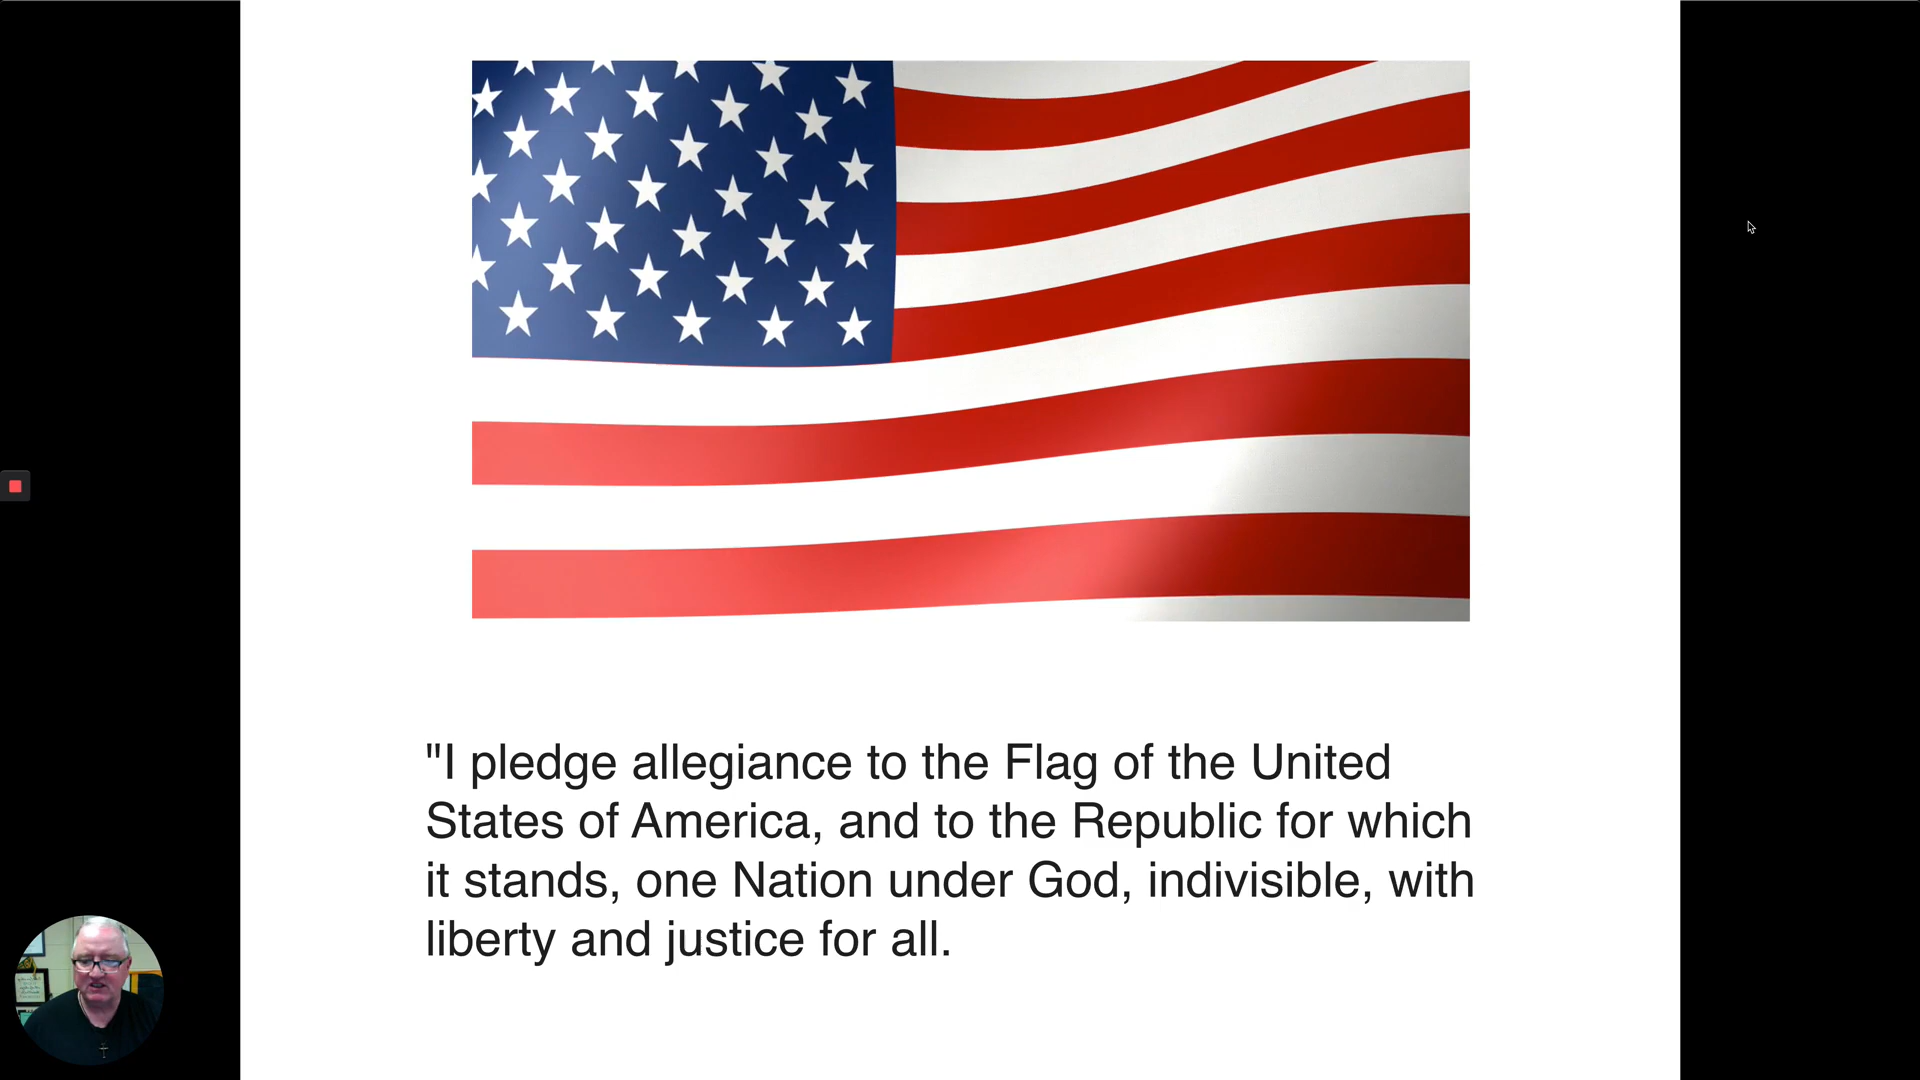 "I pledge allegiance to the Flag of the United
States of America, and to the Republic for which
it stands, one Nation under God, indivisible, with
liberty and justice for all.